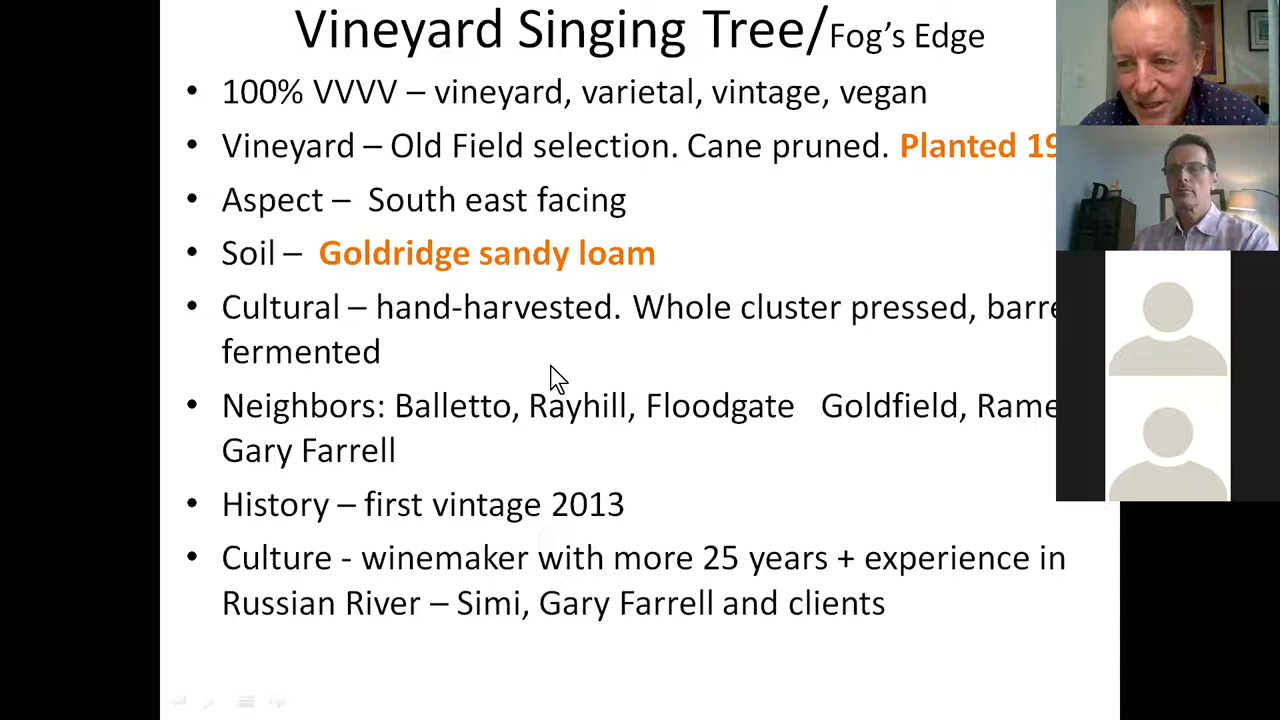 Vineyard Singing Tree/Fog's Edge
• 100% VVVV – vineyard, varietal, vintage, vegan
• Vineyard – Old Field selection. Cane pruned. Planted
• Aspect – South east facing
• Soil – Goldridge sandy loam
• Cultural – hand-harvested. Whole cluster pressed,
fermented
• Neighbors: Balletto, Rayhill, Floodgate Goldfield,
Gary Farrell
• History – first vintage 2013
• Culture - winemaker with more 25 years + experience in
Russian River – Simi, Gary Farrell and clients